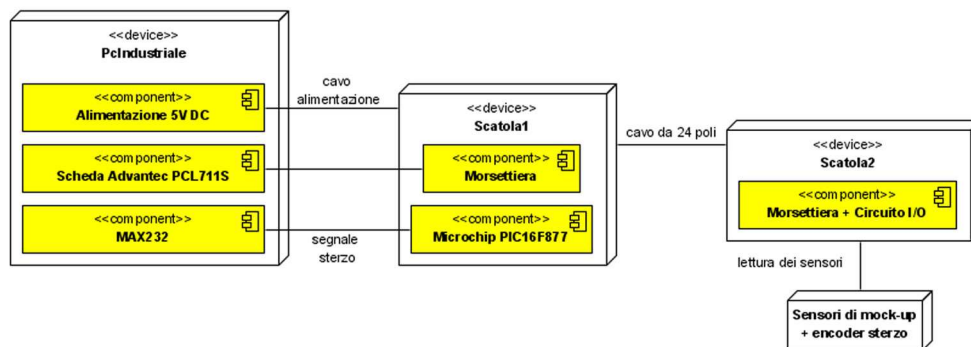 <<device>>
PcIndustriale
<<component>>
Alimentazione 5V DC
<<component>>
Scheda Advantec PCL711S
<<component>>
MAX232
cavo
alimentazione
segnale
sterzo
<<device>>
Scatola1
<<component>>
Morsettiera
<<component>>
Microchip PIC16F877
cavo da 24 poli
<<device>>
Scatola2
<<component>>
Morsettiera + Circuito I/O
lettura dei sensori
Sensori di mock-up
+ encoder sterzo